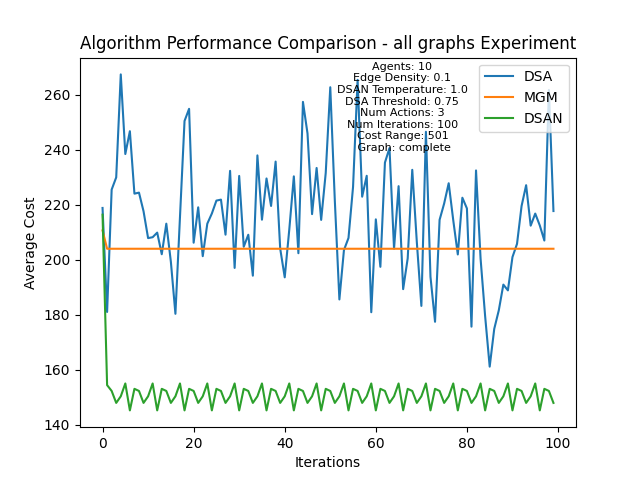 Algorithm Performance Comparison - all graphs Experiment
Agents: 10
Edge Density: 0.1
DSAN Temperature: 1.0
DSA Threshold: 0.75
Num Actions: 3
Num Iterations: 100
Cost Range: 501
Graph: complete
DSA
MGM
DSAN
Average Cost
260
240
220
200
180
160
140
0 20 40 60 80 100
Iterations